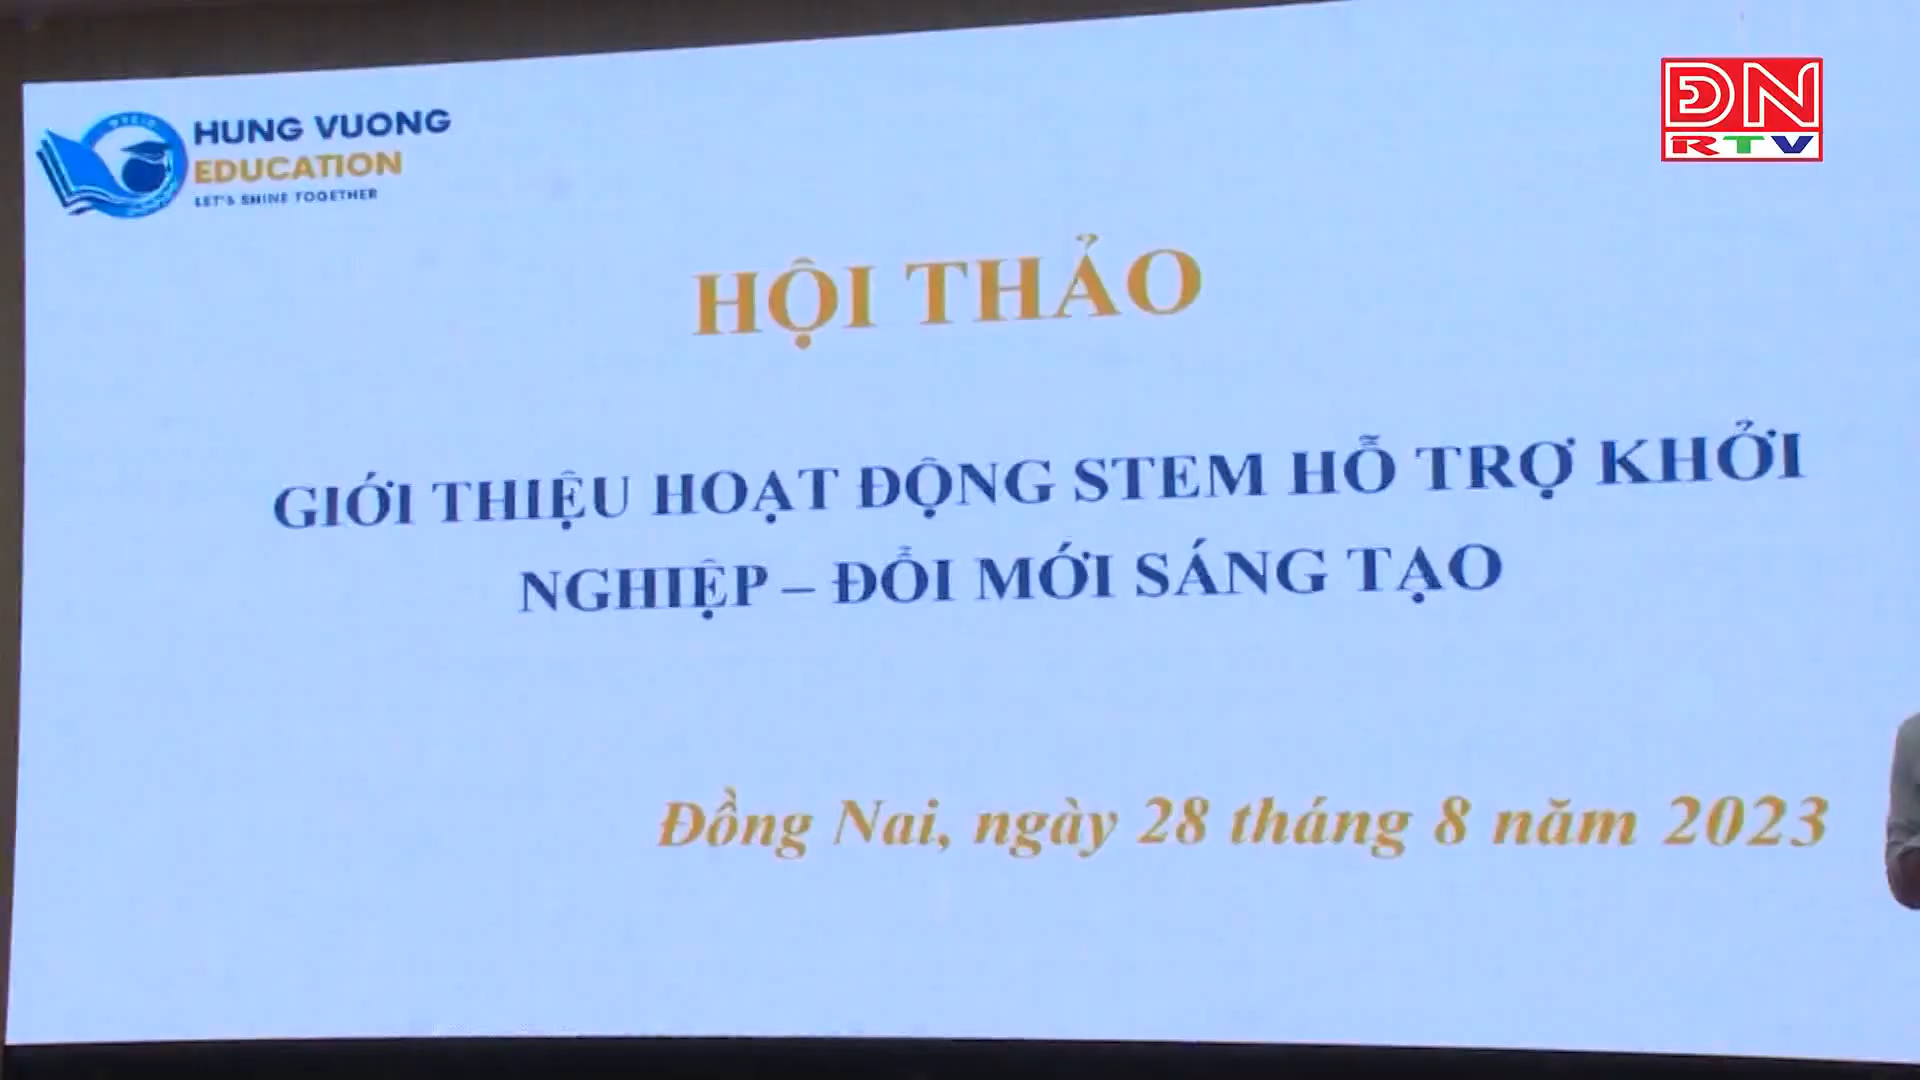 HUNG VUONG
EDUCATION
LET'S SHINE TOGETHER
ĐN
RTV
HỘI THẢO
GIỚI THIỆU HOẠT ĐỘNG STEM HỖ TRỢ KHỞI
NGHIỆP – ĐỔI MỚI SÁNG TẠO
Đồng Nai, ngày 28 tháng 8 năm 2023